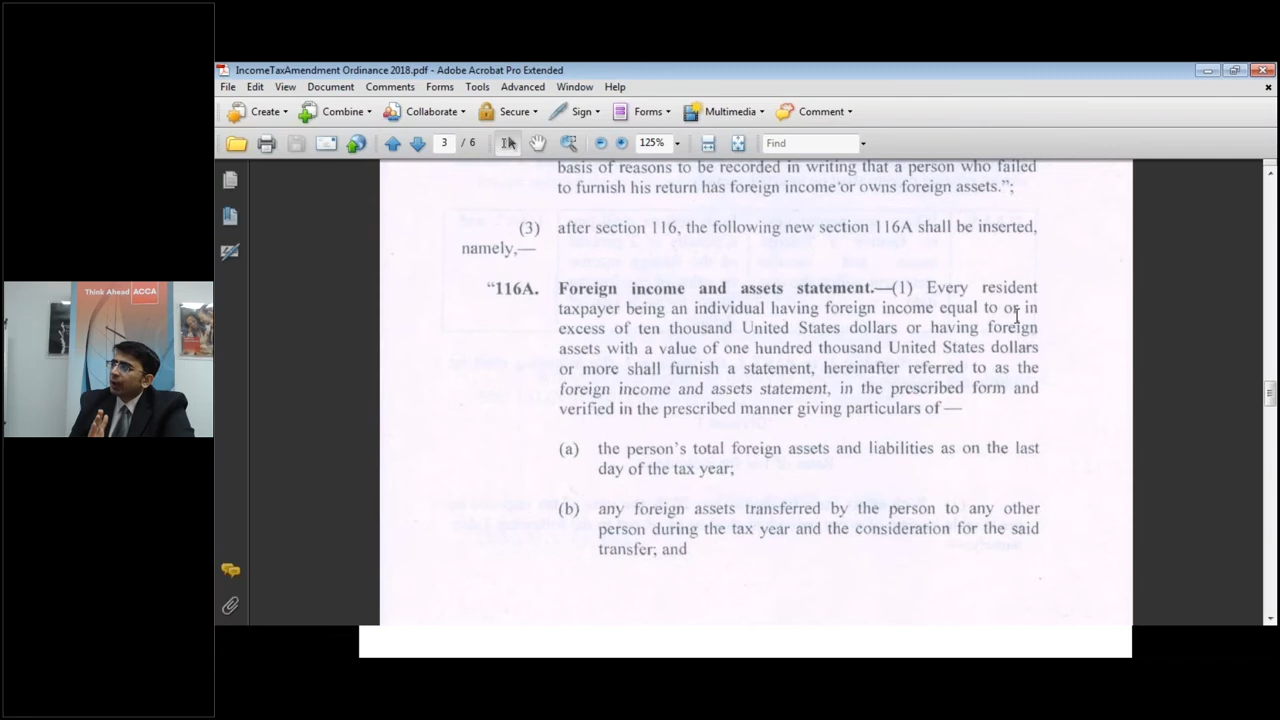 IncomeTaxAmendment Ordinance 2018.pdf - Adobe Acrobat Pro Extended
File Edit View Document Comments Forms Tools Advanced Window Help
Create Combine Collaborate Secure Sign Forms Multimedia Comment
3 / 6 125% Find
basis of reasons to be recorded in writing that a person who failed
to furnish his return has foreign income or owns foreign assets.";
(3) after section 116, the following new section 116A shall be inserted,
namely,—
"116A. Foreign income and assets statement.—(1) Every resident
taxpayer being an individual having foreign income equal to or in
excess of ten thousand United States dollars or having foreign
assets with a value of one hundred thousand United States dollars
or more shall furnish a statement, hereinafter referred to as the
foreign income and assets statement, in the prescribed form and
verified in the prescribed manner giving particulars of —
(a) the person's total foreign assets and liabilities as on the last
day of the tax year;
(b) any foreign assets transferred by the person to any other
person during the tax year and the consideration for the said
transfer; and
Think Ahead ACCA